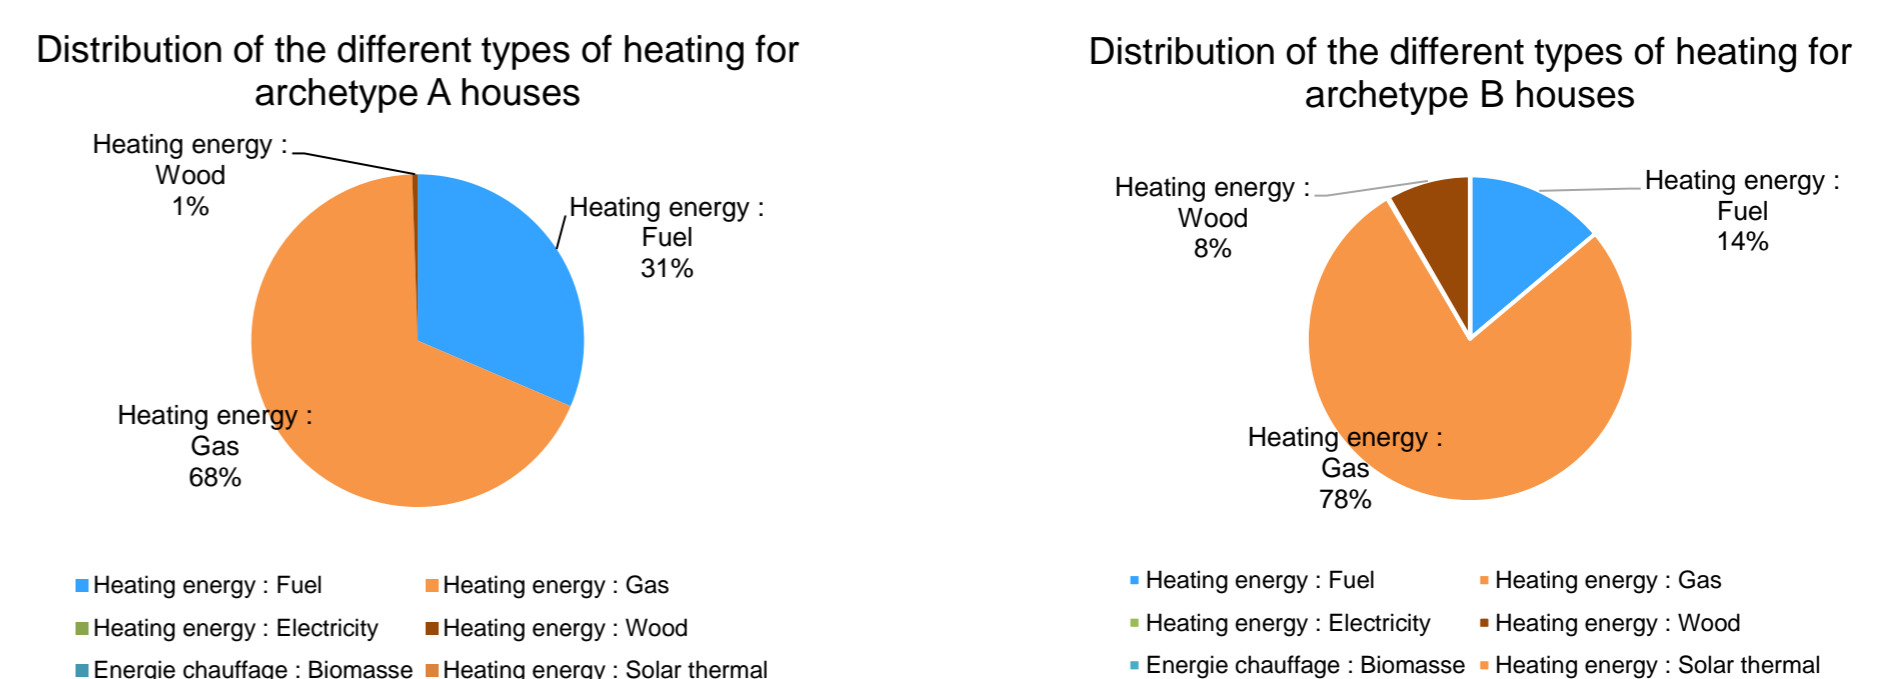 Distribution of the different types of heating for
archetype A houses
Heating energy :
Wood
1%
Heating energy :
Fuel
31%
Heating energy :
Gas
68%
Heating energy : Fuel
Heating energy : Gas
Heating energy : Electricity
Heating energy : Wood
Energie chauffage : Biomasse
Heating energy : Solar thermal
Distribution of the different types of heating for
archetype B houses
Heating energy :
Wood
8%
Heating energy :
Fuel
14%
Heating energy :
Gas
78%
Heating energy : Fuel
Heating energy : Gas
Heating energy : Electricity
Heating energy : Wood
Energie chauffage : Biomasse
Heating energy : Solar thermal